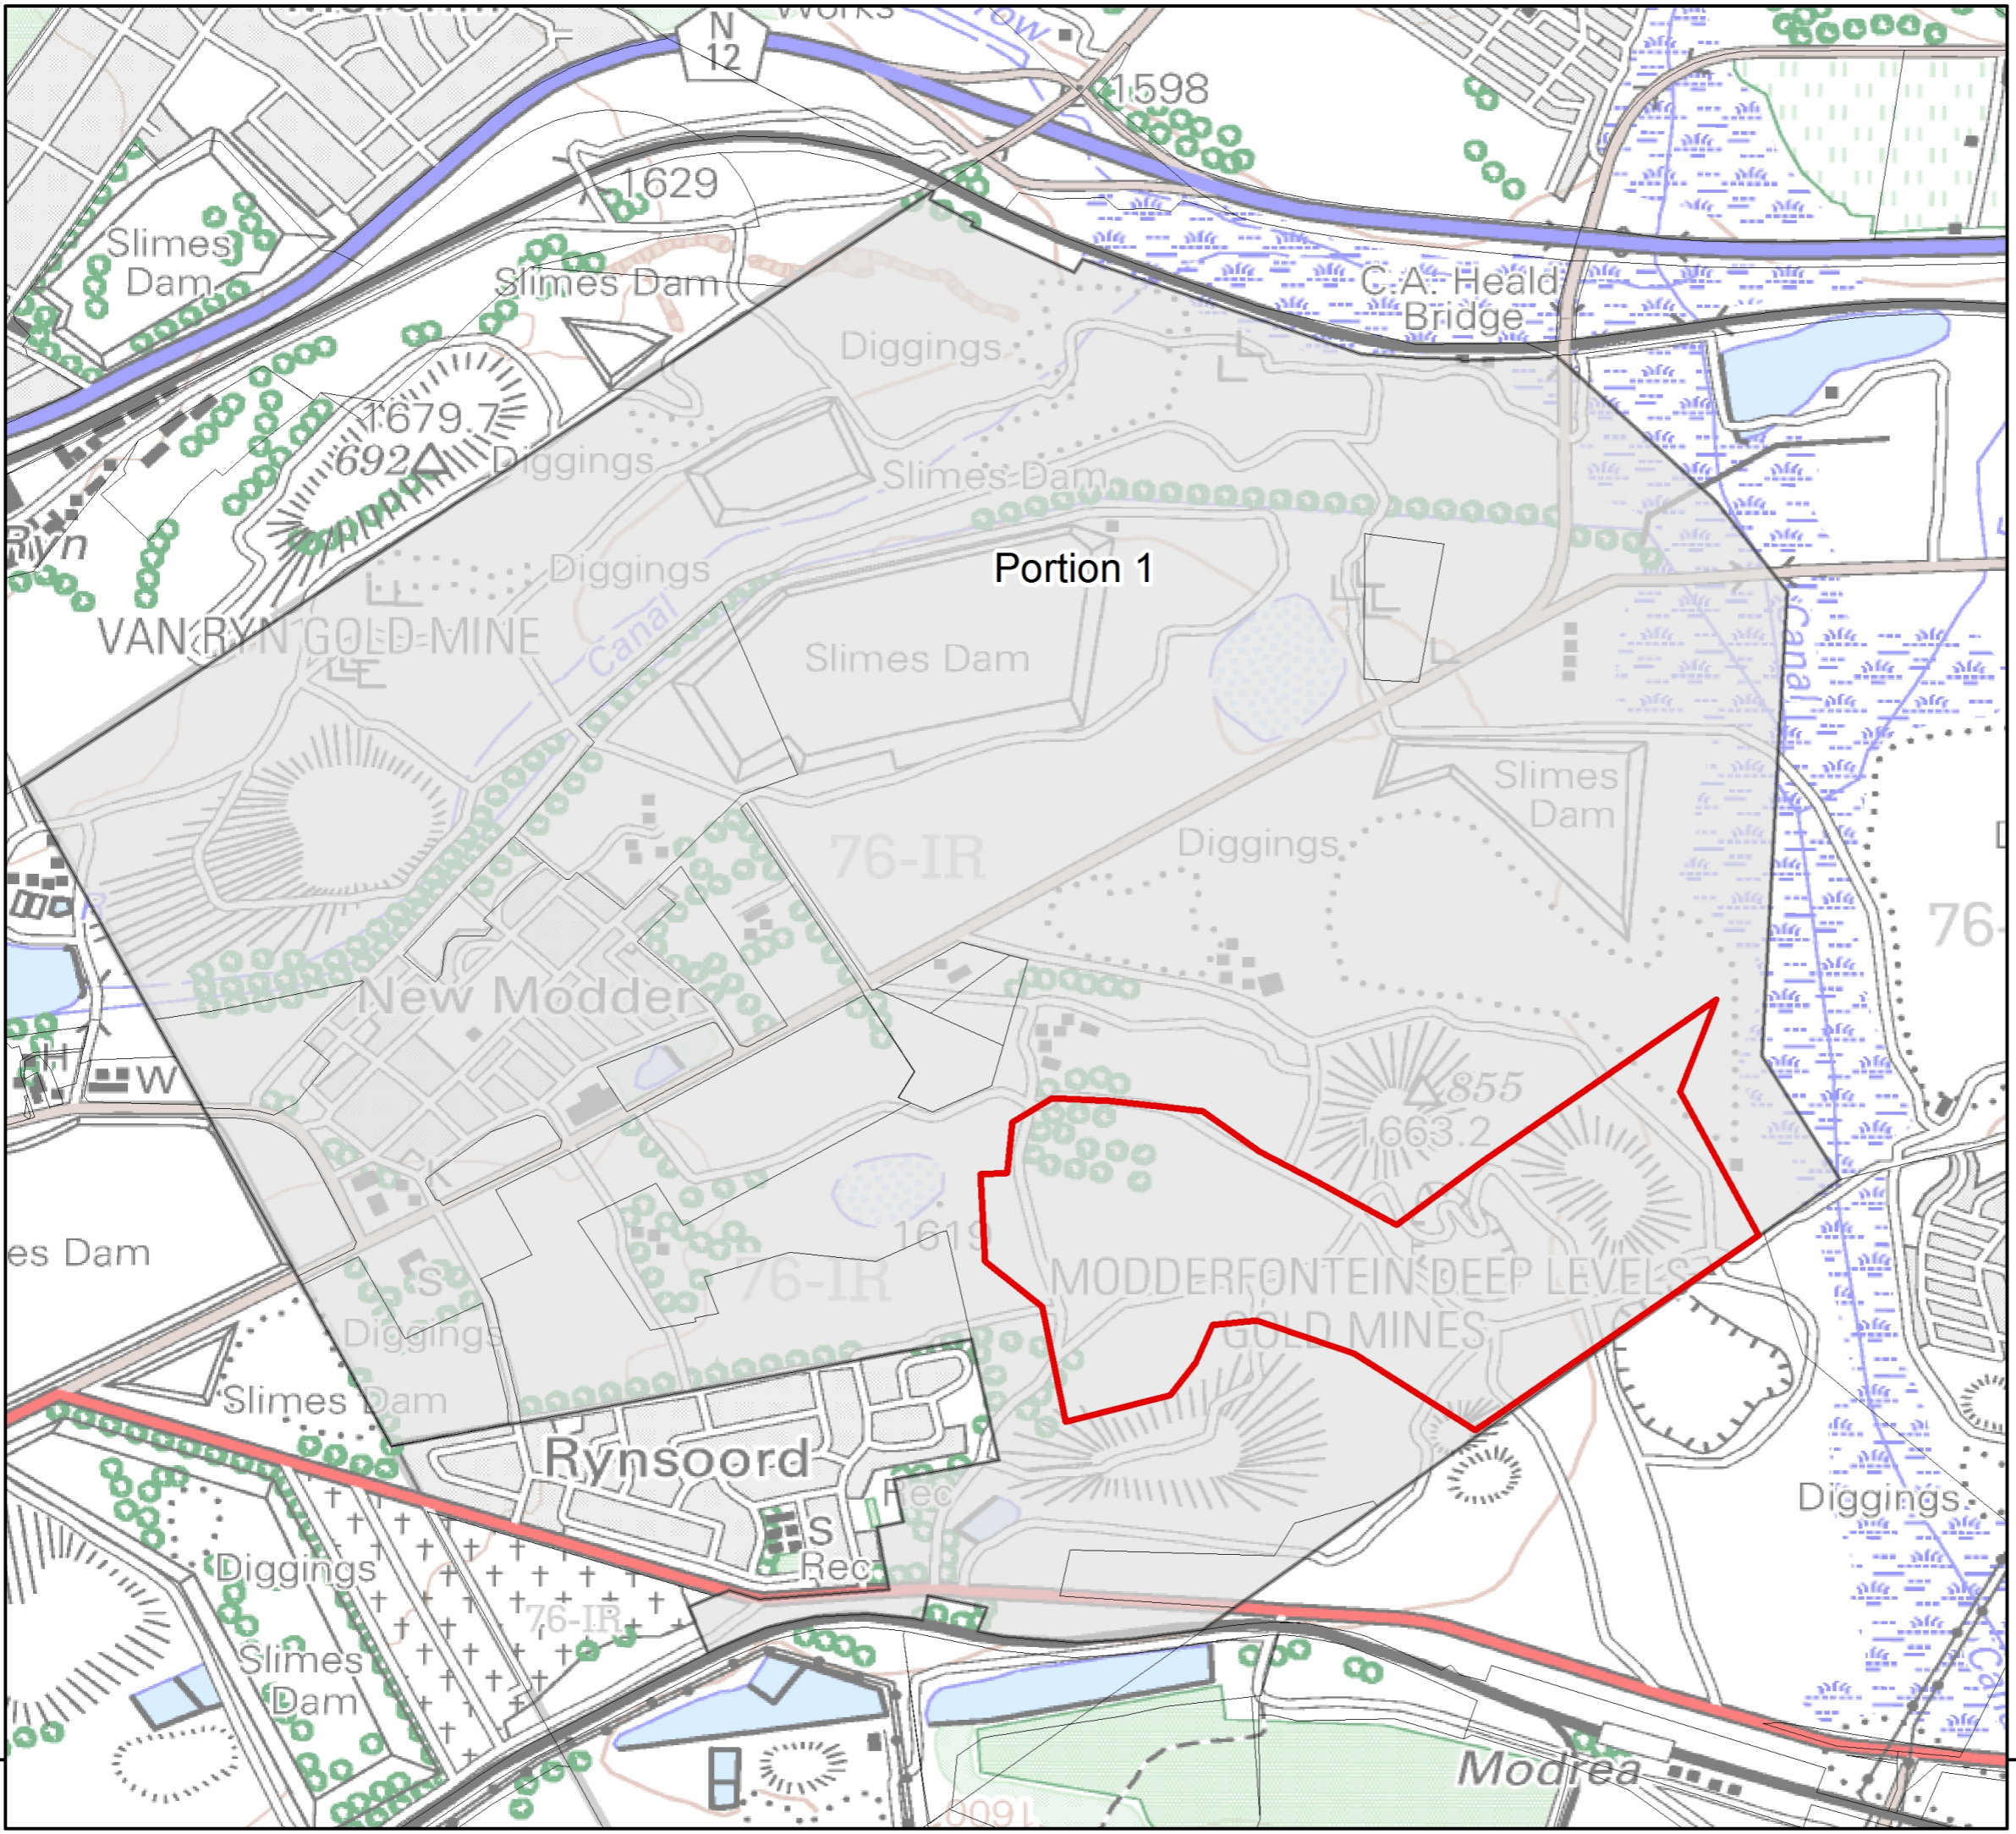 N
12
Works
1598
1629
Slimes
Dam
Slimes Dam
C.A. Heald
Bridge
Diggings
1679.7
692
Diggings
Slimes Dam
Ryn
Diggings
Portion 1
Canal
VAN RYN GOLD MINE
Slimes Dam
Canal
Slimes
Dam
76-IR
Diggings
76-
New Modder
H
W
855
1663.2
1619
es Dam
76-IR
MODDERFONTEIN DEEP LEVELS
GOLD MINES
S
Diggings
Slimes Dam
Rynsoord
Rec
S
Rec
Diggings
Diggings
76-IR
Slimes
Dam
Modrea
1600